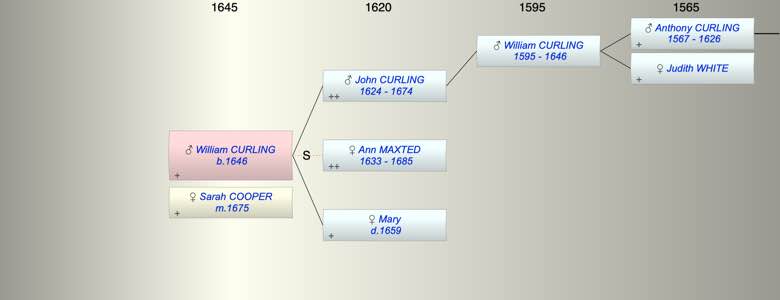 1645 1620 1595 1565
♂ Anthony CURLING
1567 - 1626
+
♂ William CURLING
1595 - 1646
♀ Judith WHITE
+
♂ John CURLING
1624 - 1674
++
♂ William CURLING
b.1646
+
S
♀ Ann MAXTED
1633 - 1685
++
♀ Sarah COOPER
m.1675
+
♀ Mary
d.1659
+